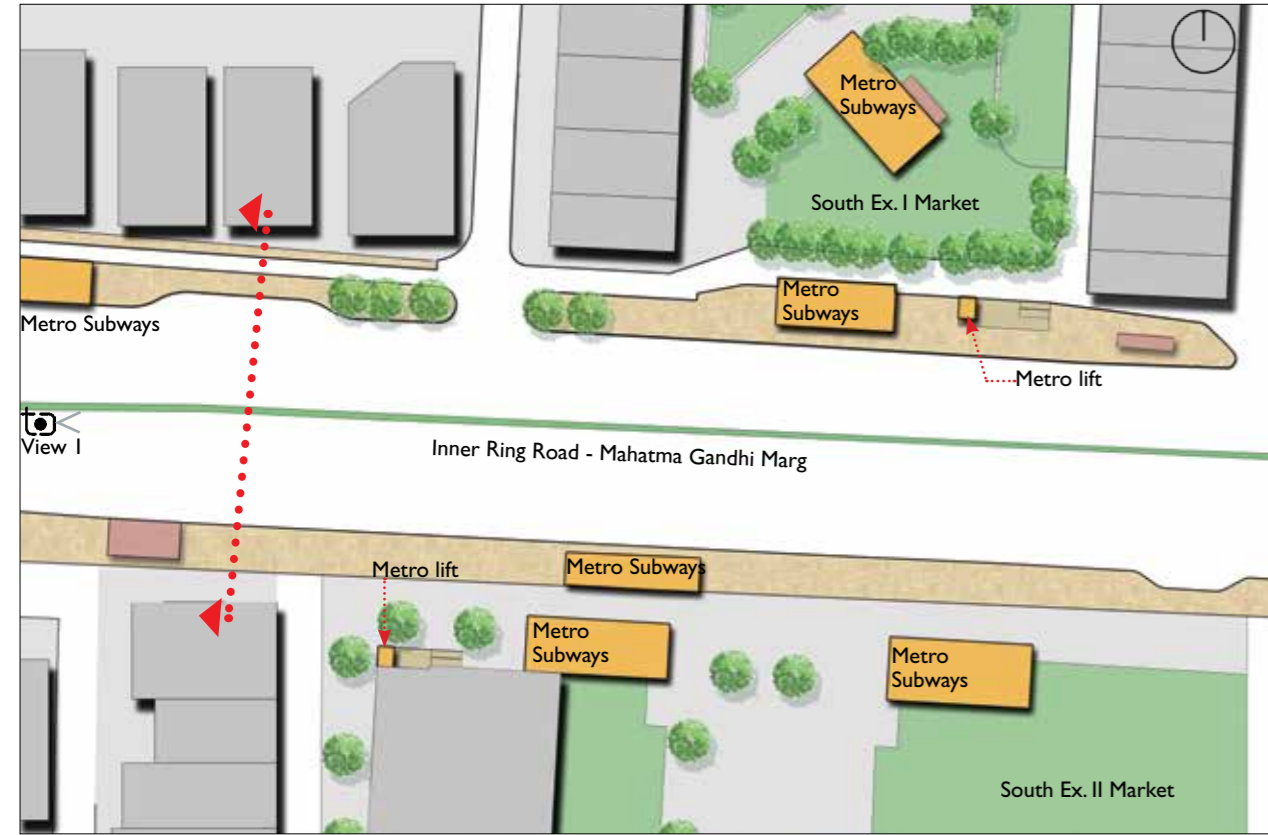 Metro
Subways
South Ex. I Market
Metro
Subways
Metro Subways
Metro lift
View 1
Inner Ring Road - Mahatma Gandhi Marg
Metro lift
Metro Subways
Metro
Subways
Metro
Subways
South Ex. II Market